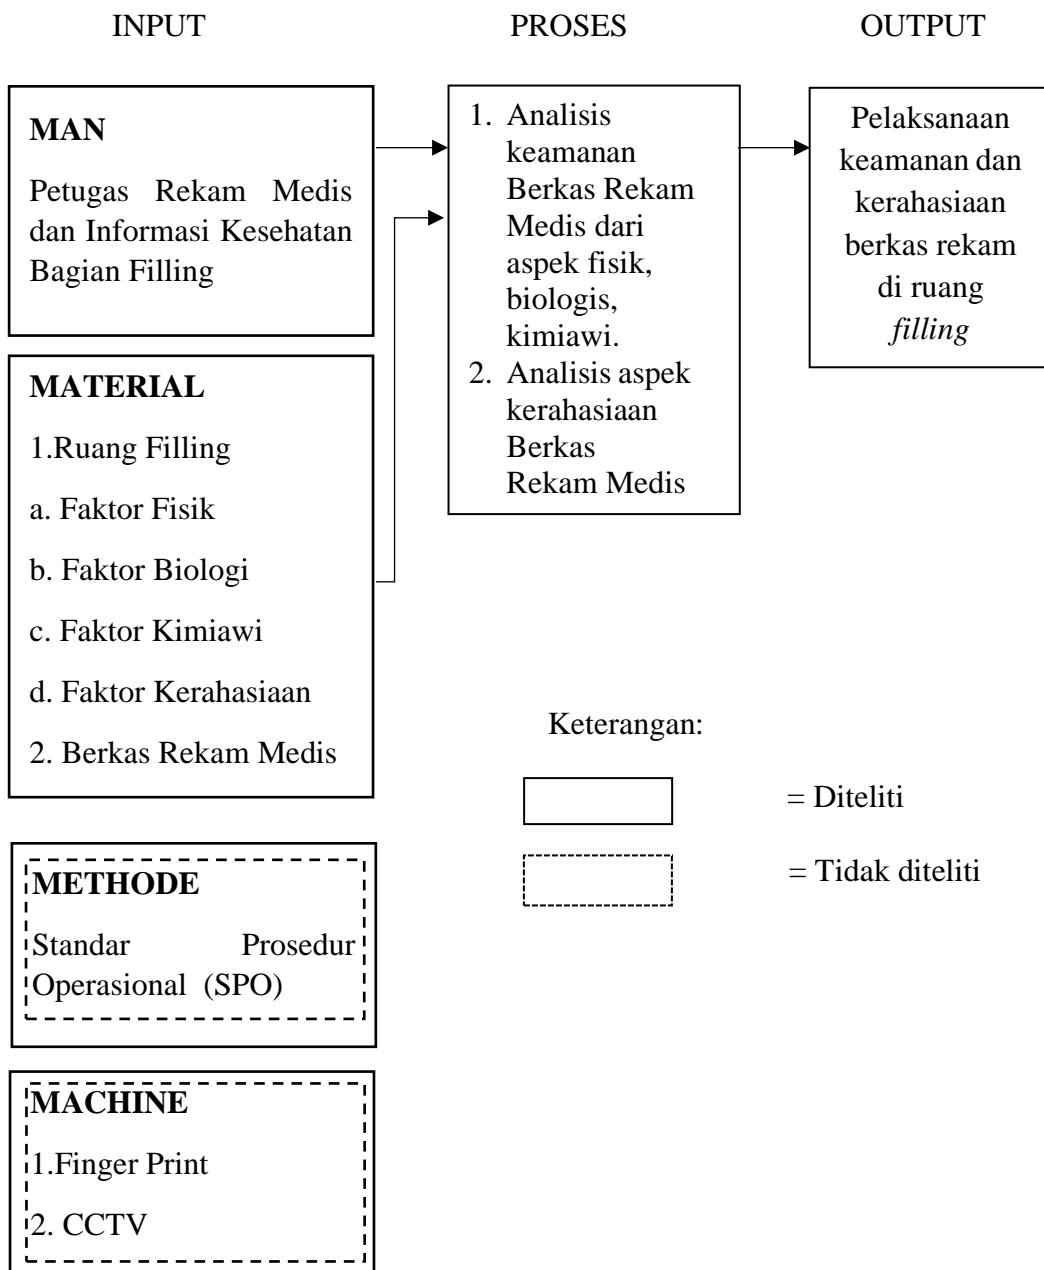 INPUT PROSES OUTPUT
MAN
Petugas Rekam Medis
dan Informasi Kesehatan
Bagian Filling
MATERIAL
1.Ruang Filling
a. Faktor Fisik
b. Faktor Biologi
c. Faktor Kimiawi
d. Faktor Kerahasiaan
2. Berkas Rekam Medis
METHODE
Standar Prosedur
Operasional (SPO)
MACHINE
1.Finger Print
2. CCTV
1. Analisis
keamanan
Berkas Rekam
Medis dari
aspek fisik,
biologis,
kimiawi.
2. Analisis aspek
kerahasiaan
Berkas
Rekam Medis
Pelaksanaan
keamanan dan
kerahasiaan
berkas rekam
di ruang
filling
Keterangan:
= Diteliti
= Tidak diteliti